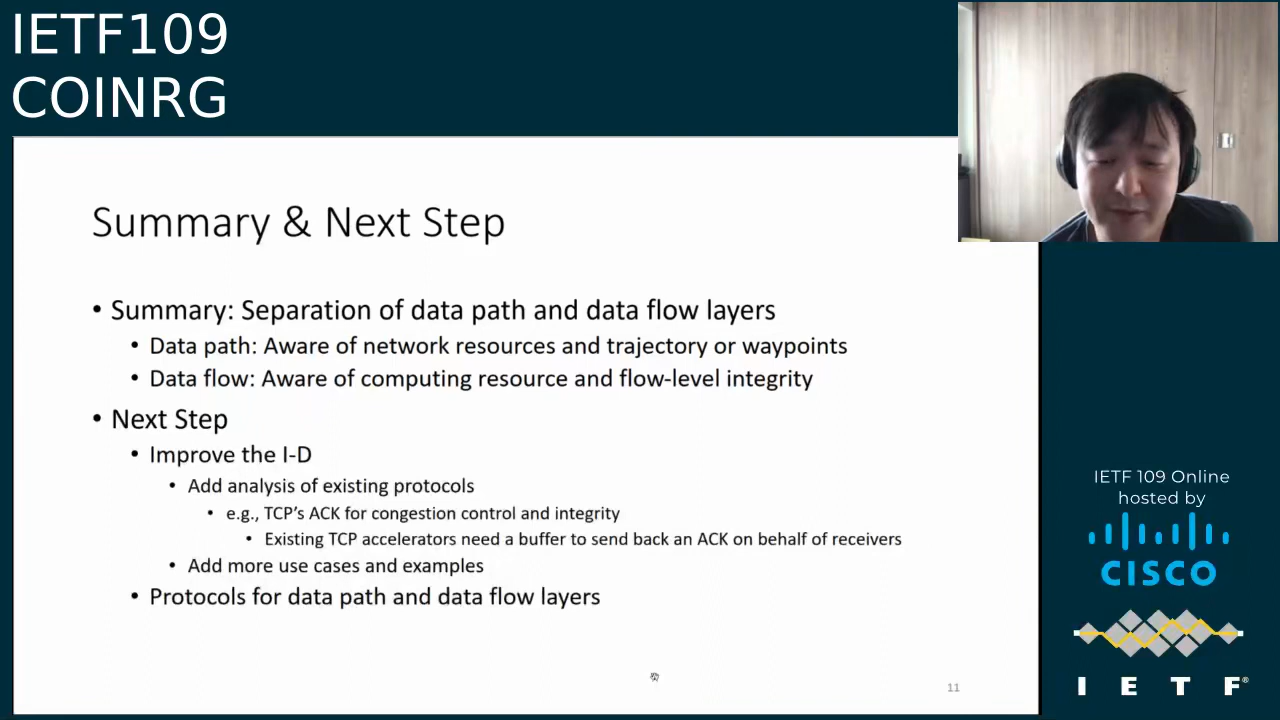 IETF109
COINRG
Summary & Next Step
• Summary: Separation of data path and data flow layers
• Data path: Aware of network resources and trajectory or waypoints
• Data flow: Aware of computing resource and flow-level integrity
• Next Step
• Improve the I-D
• Add analysis of existing protocols
• e.g., TCP's ACK for congestion control and integrity
• Existing TCP accelerators need a buffer to send back an ACK on behalf of receivers
• Add more use cases and examples
• Protocols for data path and data flow layers
11
IETF 109 Online
hosted by
CISCO
I E T F®